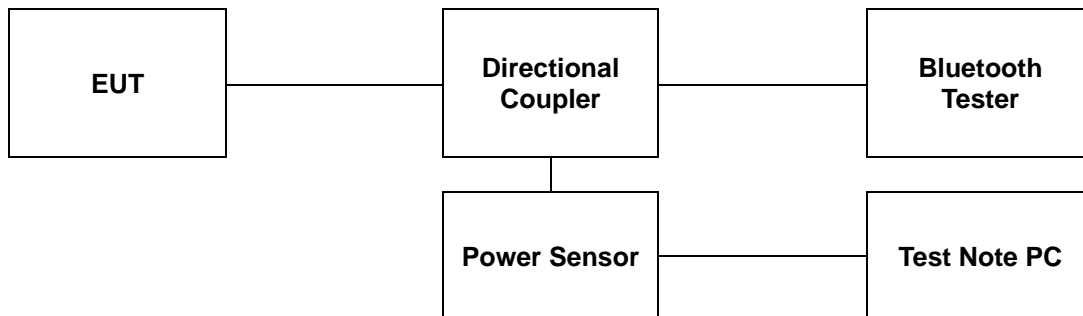 EUT
Directional
Coupler
Bluetooth
Tester
Power Sensor
Test Note PC